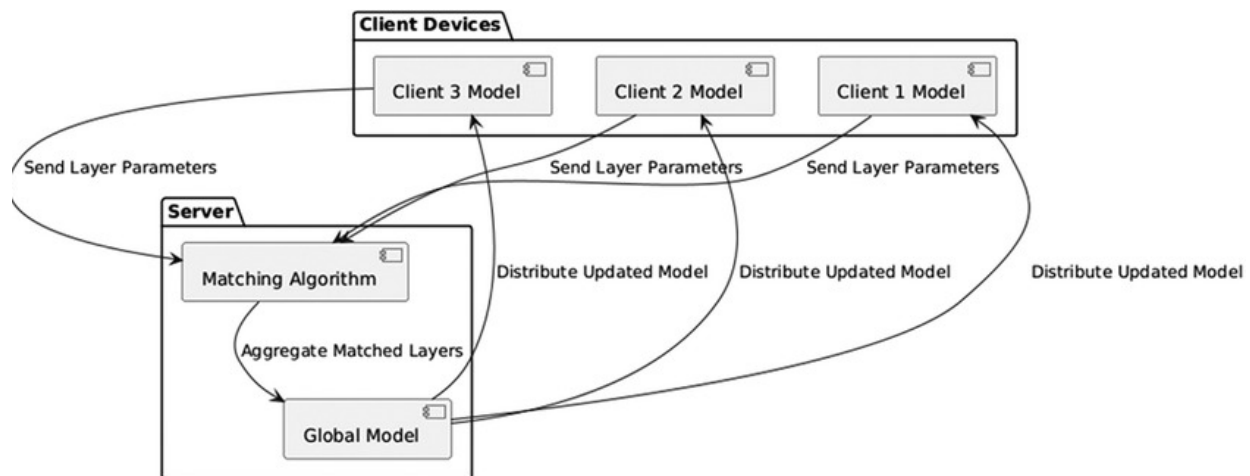 Client Devices
Client 3 Model
Client 2 Model
Client 1 Model
Send Layer Parameters
Send Layer Parameters
Send Layer Parameters
Server
Matching Algorithm
Distribute Updated Model
Distribute Updated Model
Distribute Updated Model
Aggregate Matched Layers
Global Model